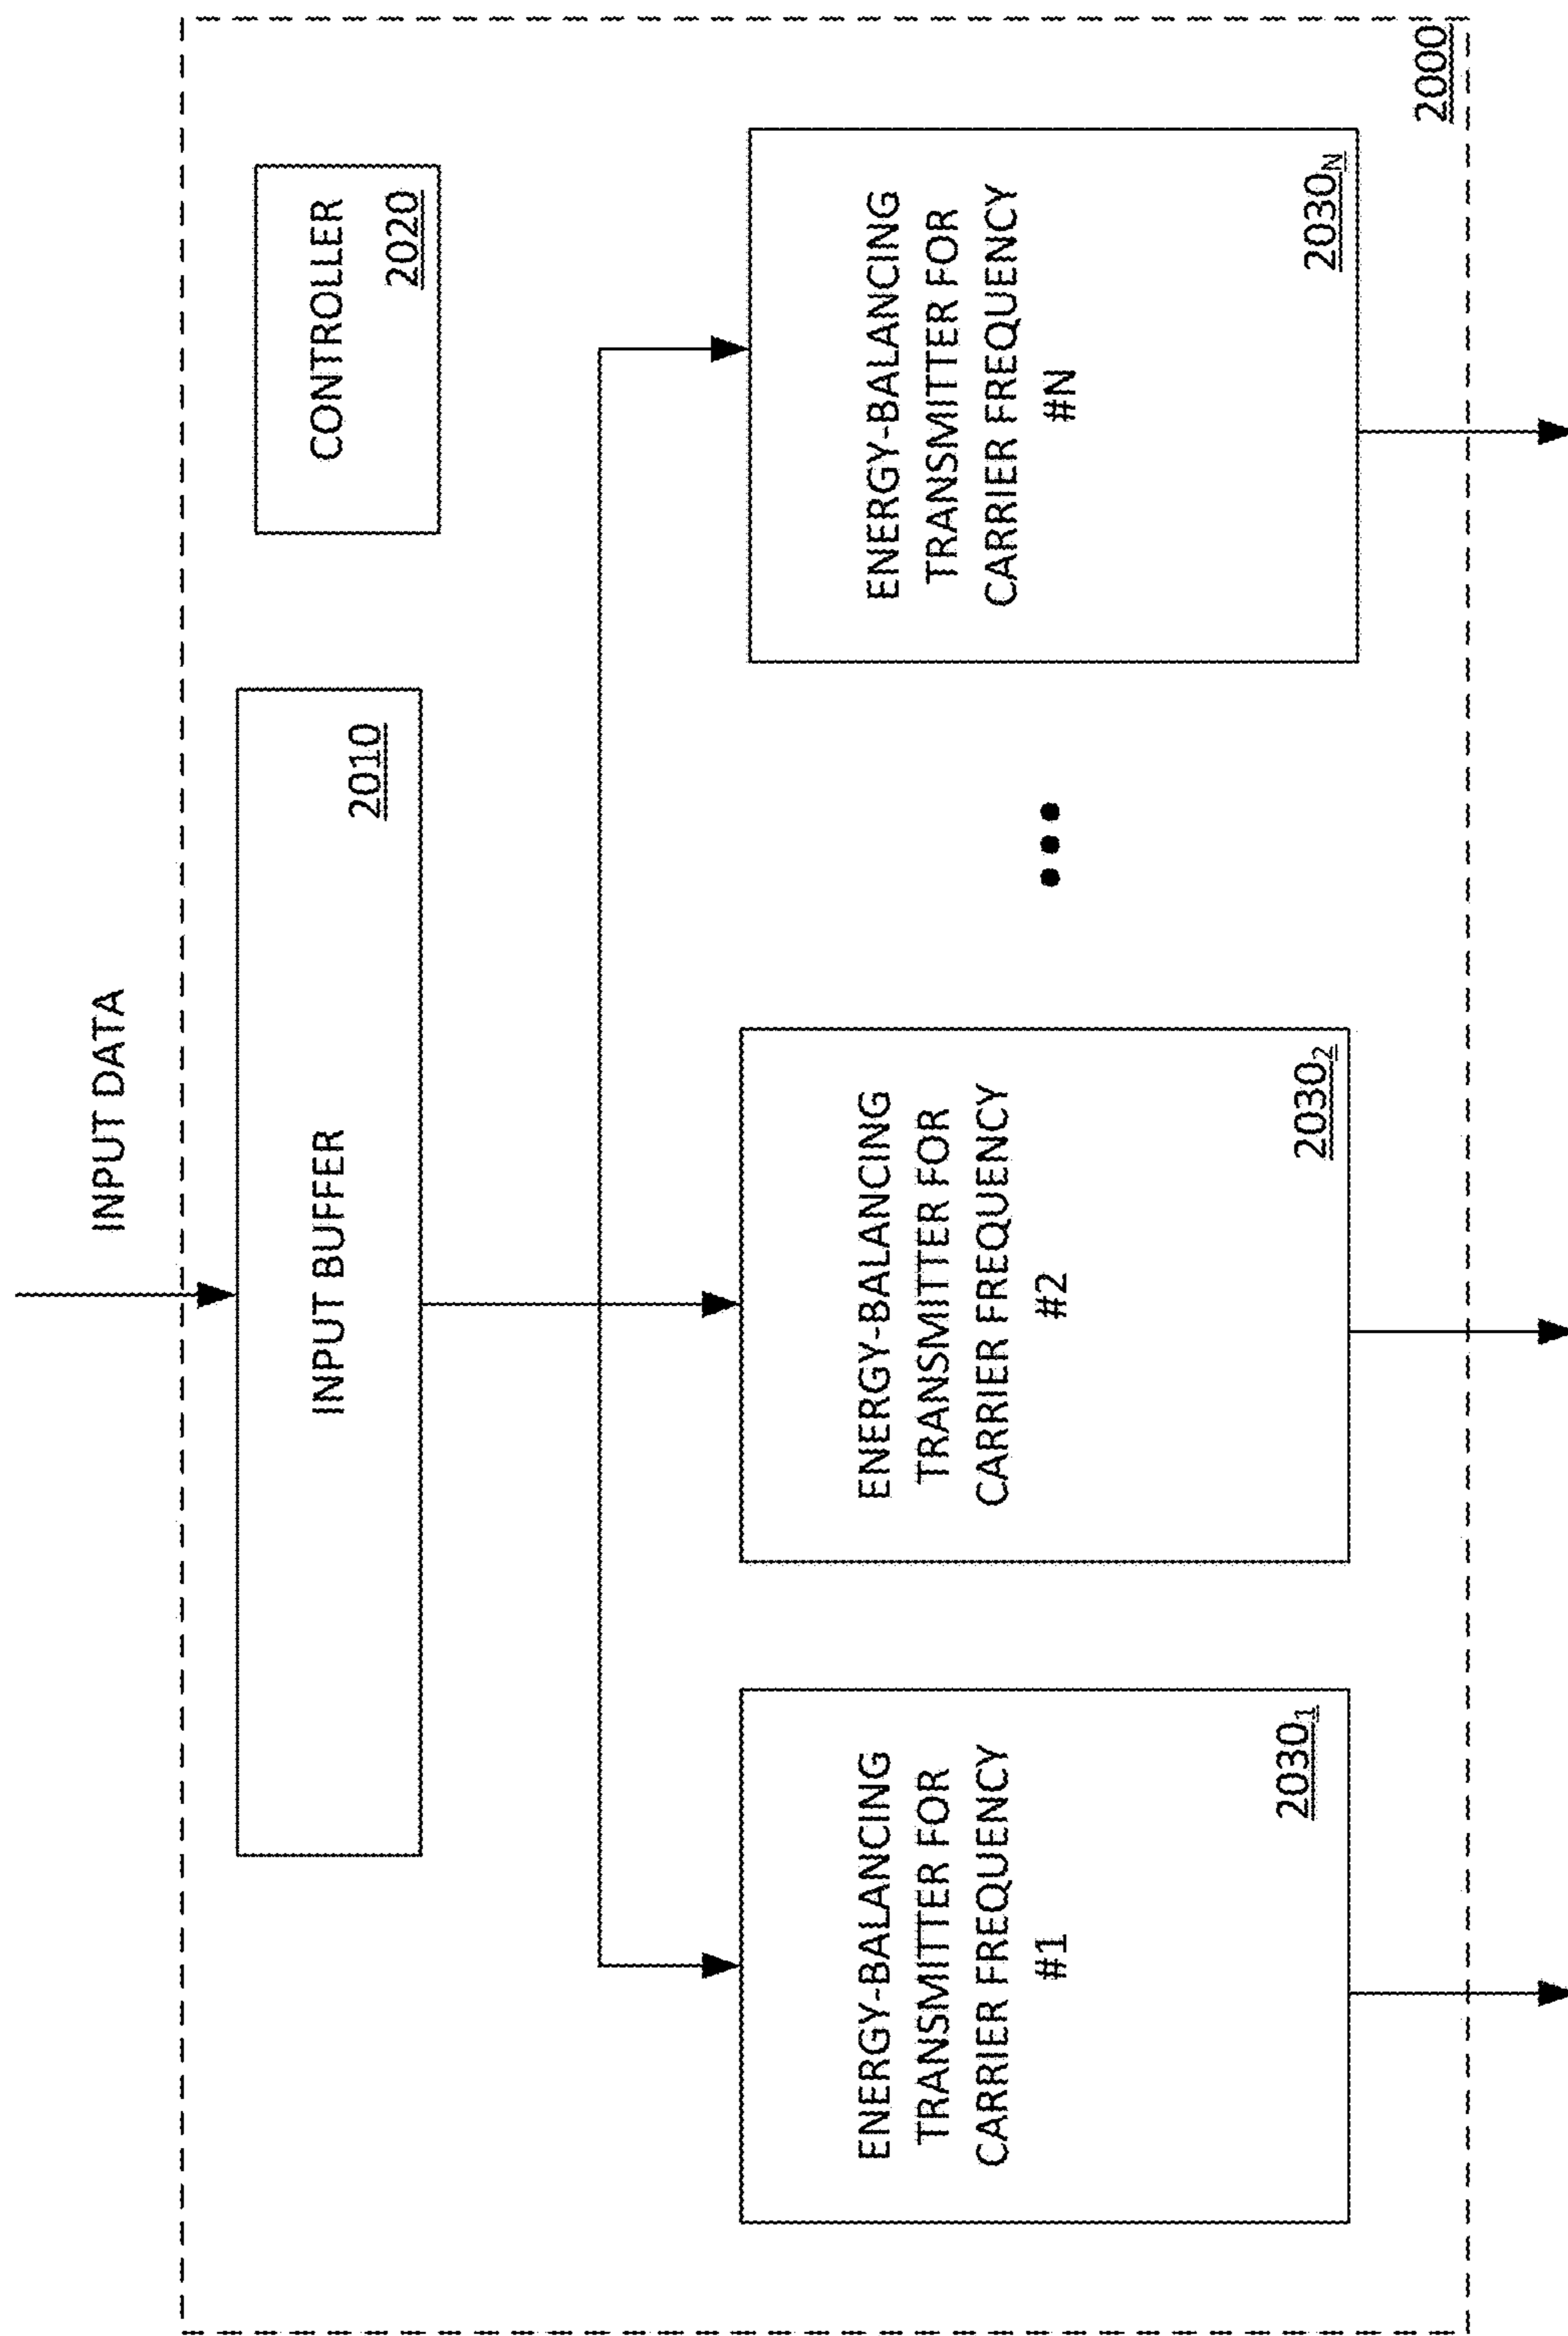 INPUT DATA
INPUT BUFFER
2010
CONTROLLER
2020
ENERGY-BALANCING
TRANSMITTER FOR
CARRIER FREQUENCY
#1
2030₁
ENERGY-BALANCING
TRANSMITTER FOR
CARRIER FREQUENCY
#2
2030₂
ENERGY-BALANCING
TRANSMITTER FOR
CARRIER FREQUENCY
#N
2030N
2000